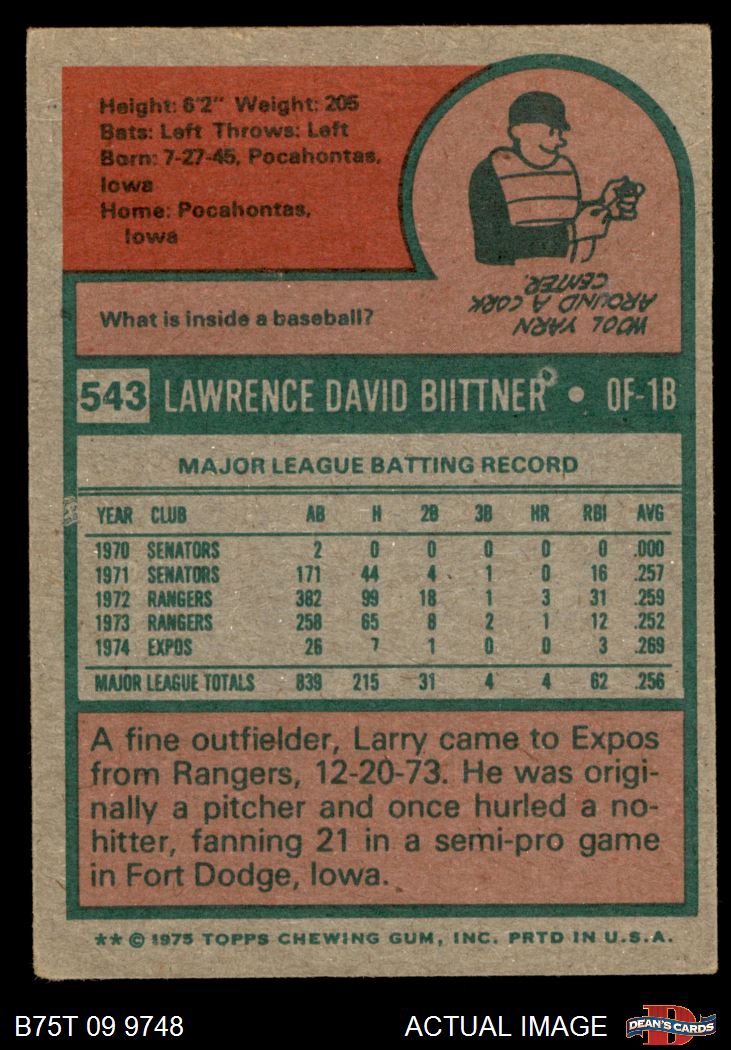 Height: 6'2" Weight: 205
Bats: Left Throws: Left
Born: 7-27-45, Pocahontas,
Iowa
Home: Pocahontas,
Iowa
What is inside a baseball?
WOOL YARN
AROUND A CORK
CENTER.
543 LAWRENCE DAVID BIITTNER • OF-1B
MAJOR LEAGUE BATTING RECORD
YEAR CLUB AB H 2B 3B HR RBI AVG
1970 SENATORS 2 0 0 0 0 0 .000
1971 SENATORS 171 44 4 1 0 16 .257
1972 RANGERS 382 99 18 1 3 31 .259
1973 RANGERS 258 65 8 2 1 12 .252
1974 EXPOS 26 7 1 0 0 3 .269
MAJOR LEAGUE TOTALS 839 215 31 4 4 62 .256
A fine outfielder, Larry came to Expos
from Rangers, 12-20-73. He was origi-
nally a pitcher and once hurled a no-
hitter, fanning 21 in a semi-pro game
in Fort Dodge, Iowa.
** © 1975 TOPPS CHEWING GUM, INC. PRTD IN U.S.A.
B75T 09 9748 ACTUAL IMAGE D DEAN'S CARDS